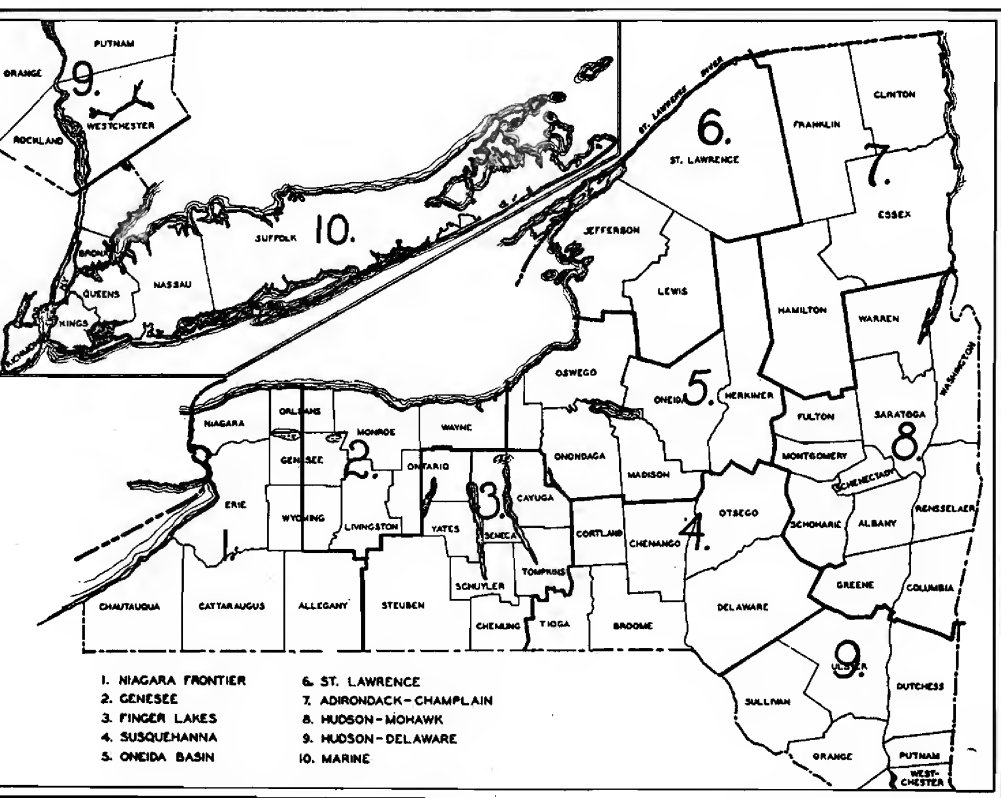 PUTNAM
ORANGE
9.
WESTCHESTER
ROCKLAND
BRONX
QUEENS
NASSAU
KINGS
RICHMOND
SUFFOLK
10.
ST. LAWRENCE RIVER
6.
ST. LAWRENCE
FRANKLIN
CLINTON
7.
ESSEX
JEFFERSON
LEWIS
HAMILTON
WARREN
WASHINGTON
OSWEGO
ONEIDA
5.
HERKIMER
FULTON
SARATOGA
8.
MONTGOMERY
SCHENECTADY
NIAGARA
ORLEANS
MONROE
WAYNE
GENESEE
2.
ONTARIO
ONONDAGA
MADISON
ERIE
1
WYOMING
LIVINGSTON
YATES
3.
SENECA
CAYUGA
CORTLAND
CHENANGO
4.
OTSEGO
SCHOHARIE
ALBANY
RENSSELAER
CHAUTAUQUA
CATTARAUGUS
ALLEGANY
STEUBEN
SCHUYLER
TOMPKINS
CHEMUNG
TIOGA
BROOME
DELAWARE
GREENE
COLUMBIA
9.
ULSTER
SULLIVAN
DUTCHESS
ORANGE
PUTNAM
WEST-
CHESTER
1. NIAGARA FRONTIER
2. GENESEE
3. FINGER LAKES
4. SUSQUEHANNA
5. ONEIDA BASIN
6. ST. LAWRENCE
7. ADIRONDACK-CHAMPLAIN
8. HUDSON-MOHAWK
9. HUDSON-DELAWARE
10. MARINE